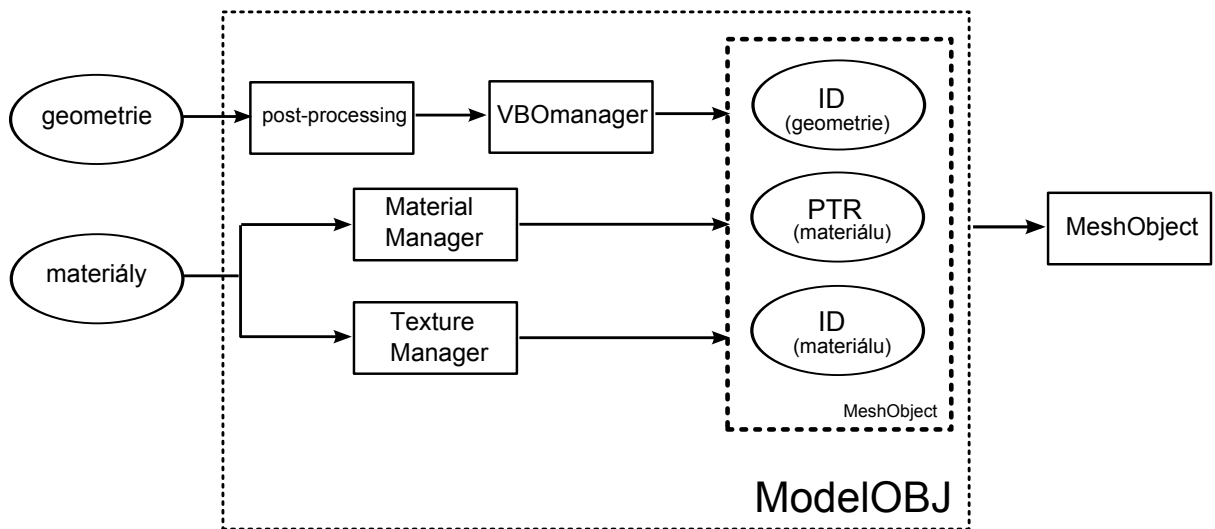 geometrie
post-processing
VBOmanager
ID
(geometrie)
Material
Manager
PTR
(materiálu)
MeshObject
materiály
Texture
Manager
ID
(materiálu)
MeshObject
ModelOBJ